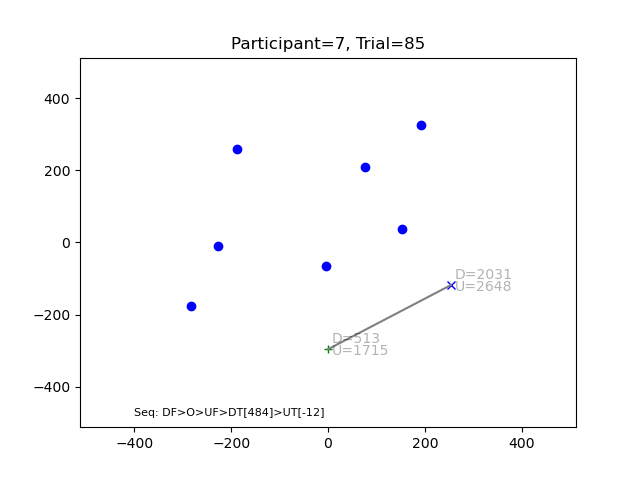 Participant=7, Trial=85
400
200
0
−200
−400
D=2031
U=2648
D=513
U=1715
Seq: DF>O>UF>DT[484]>UT[-12]
−400
−200
0
200
400